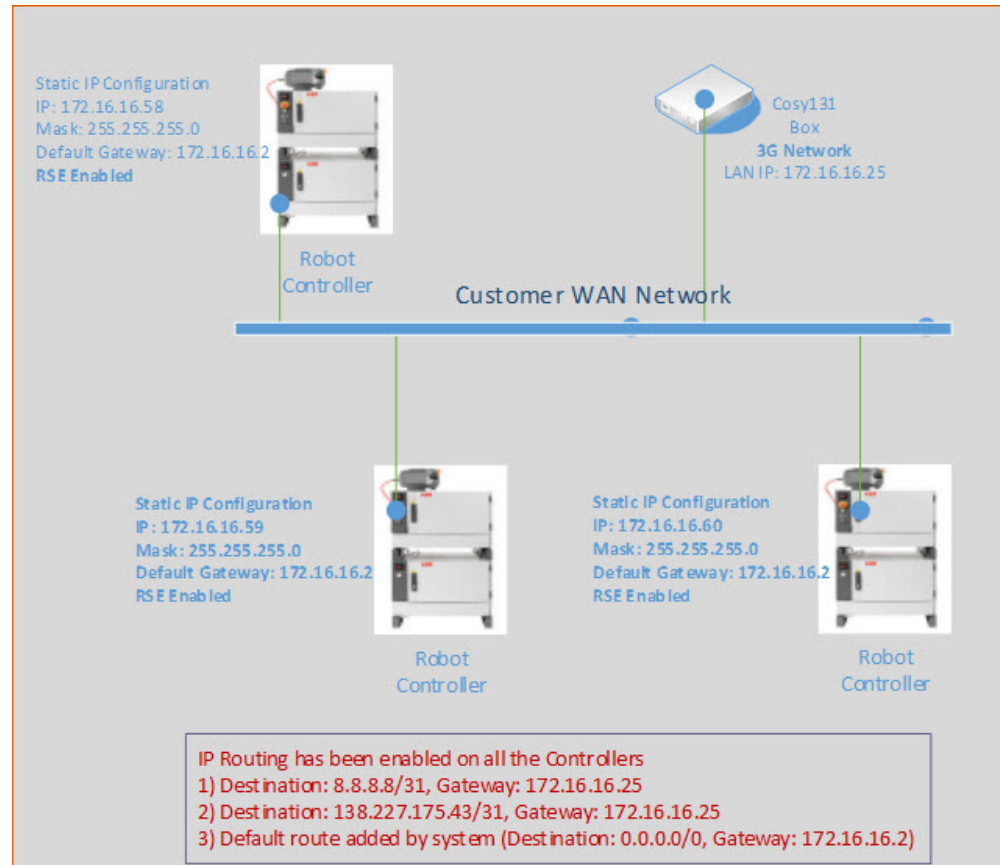 Static IP Configuration
IP: 172.16.16.58
Mask: 255.255.255.0
Default Gateway: 172.16.16.2
RSE Enabled
Robot
Controller
Cosy131
Box
3G Network
LAN IP: 172.16.16.25
Customer WAN Network
Static IP Configuration
IP: 172.16.16.59
Mask: 255.255.255.0
Default Gateway: 172.16.16.2
RSE Enabled
Robot
Controller
Static IP Configuration
IP: 172.16.16.60
Mask: 255.255.255.0
Default Gateway: 172.16.16.2
RSE Enabled
Robot
Controller
IP Routing has been enabled on all the Controllers
1) Destination: 8.8.8.8/31, Gateway: 172.16.16.25
2) Destination: 138.227.175.43/31, Gateway: 172.16.16.25
3) Default route added by system (Destination: 0.0.0.0/0, Gateway: 172.16.16.2)